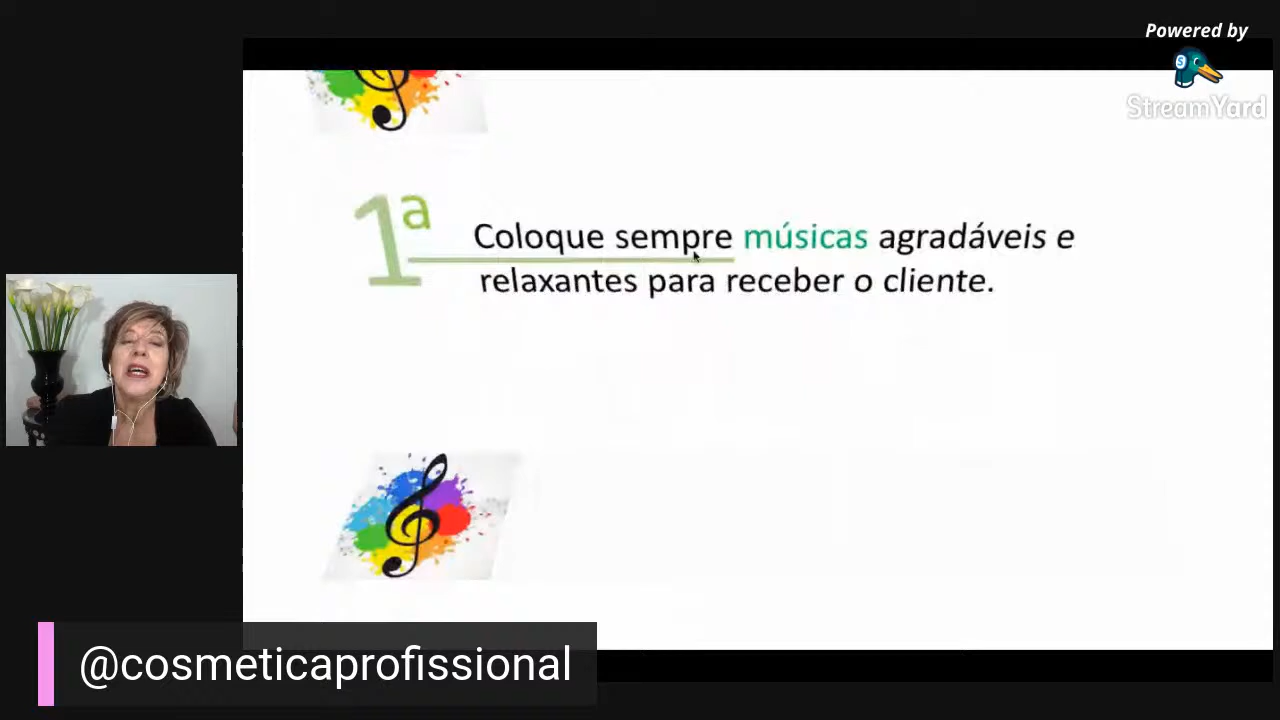 Powered by
StreamYard
1ª
Coloque sempre músicas agradáveis e
relaxantes para receber o cliente.
@cosmeticaprofissional